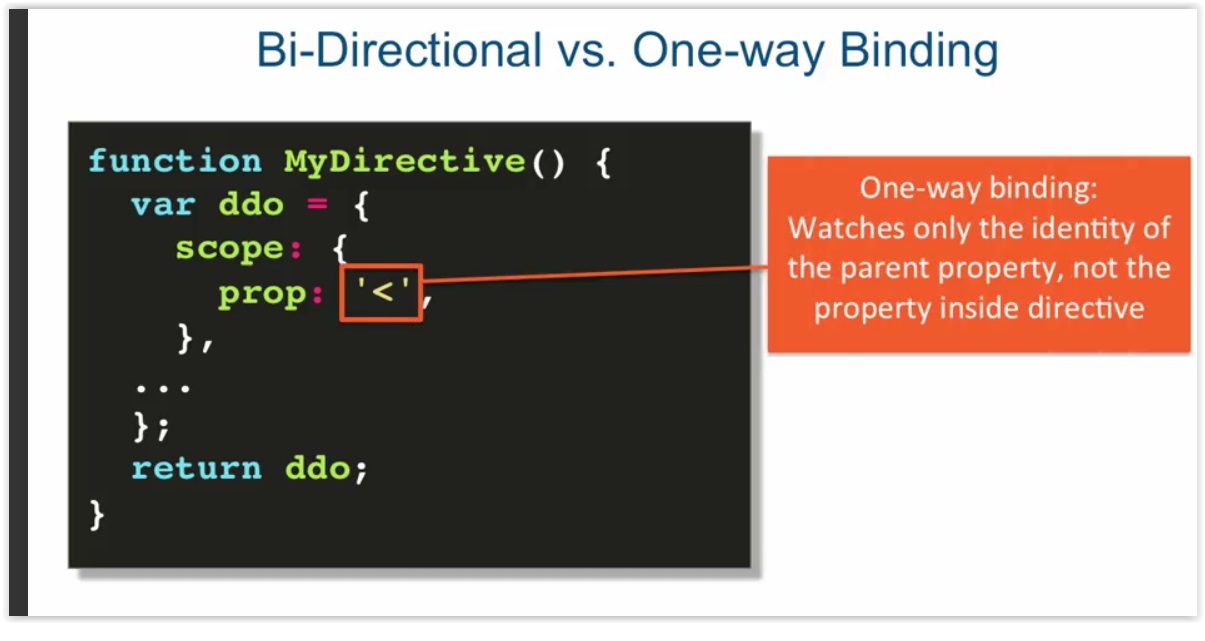 Bi-Directional vs. One-way Binding
function MyDirective() {
  var ddo = {
    scope: {
      prop: '<',
    },
  ...
  };
  return ddo;
}
One-way binding:
Watches only the identity of
the parent property, not the
property inside directive